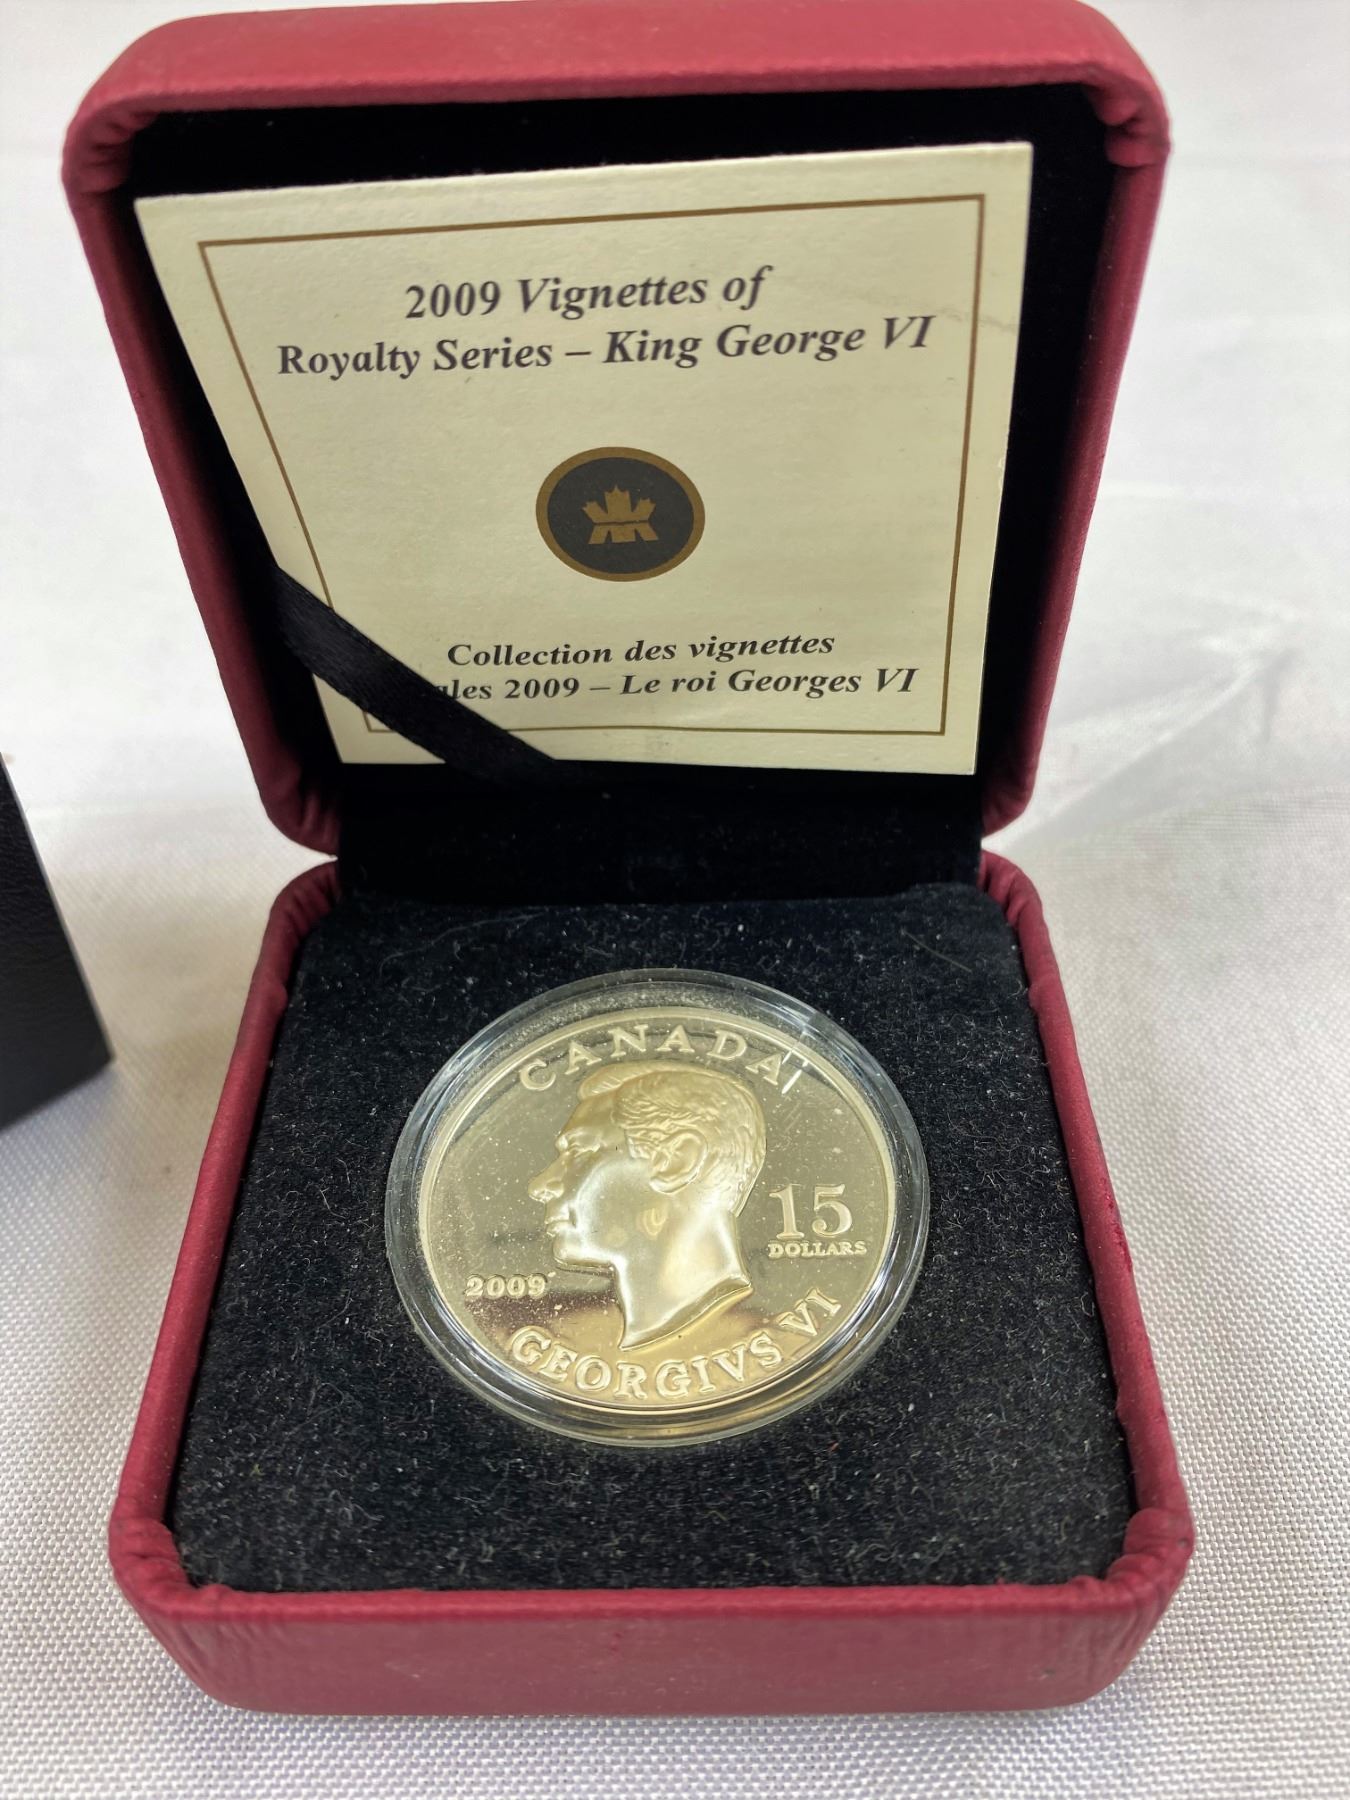 2009 Vignettes of
Royalty Series – King George VI
Collection des vignettes
2009 – Le roi Georges VI
CANADA
15
DOLLARS
2009
GEORGIVS VI